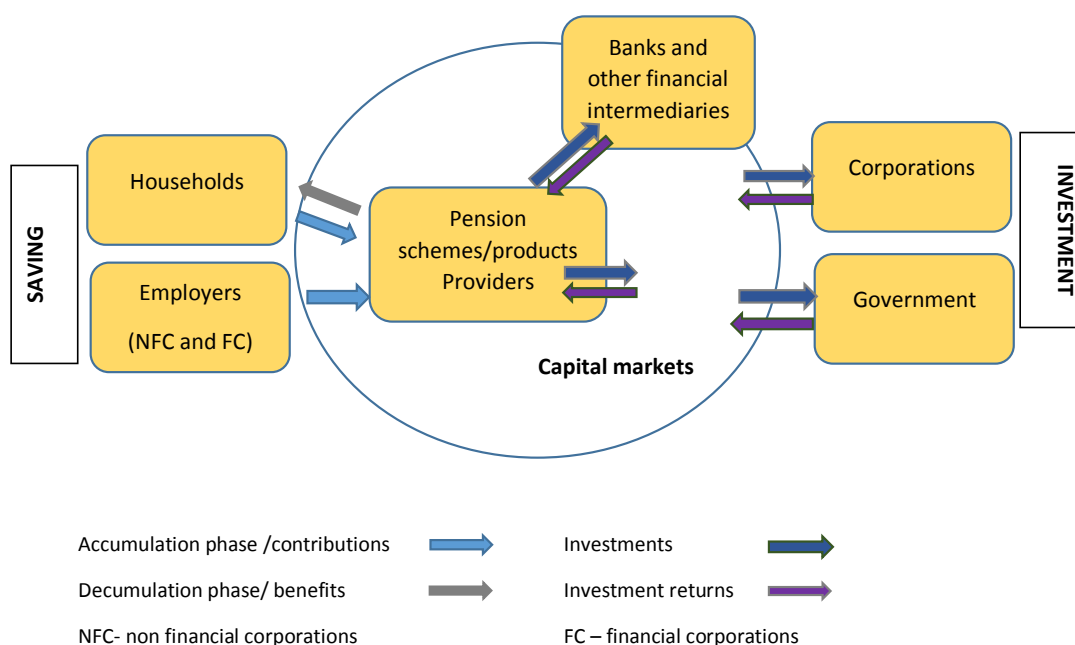 Banks and
other financial
intermediaries
SAVING
Households
Employers
(NFC and FC)
Pension
schemes/products
Providers
Capital markets
Corporations
Government
INVESTMENT
Accumulation phase /contributions
Investments
Decumulation phase/ benefits
Investment returns
NFC- non financial corporations
FC – financial corporations